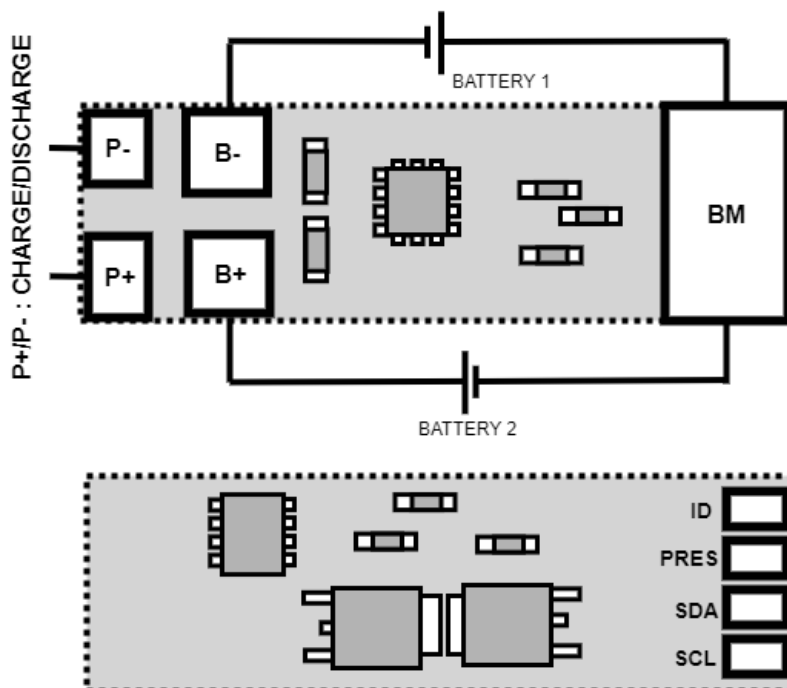 BATTERY 1
P-
B-
BM
P+
B+
P+/P- : CHARGE/DISCHARGE
BATTERY 2
ID
PRES
SDA
SCL